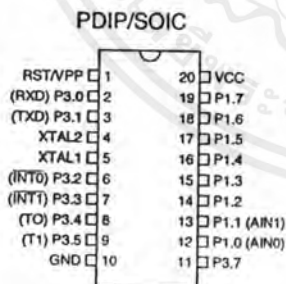 PDIP/SOIC
RST/VPP 1 20 VCC
(RXD) P3.0 2 19 P1.7
(TXD) P3.1 3 18 P1.6
XTAL2 4 17 P1.5
XTAL1 5 16 P1.4
(INT0) P3.2 6 15 P1.3
(INT1) P3.3 7 14 P1.2
(TO) P3.4 8 13 P1.1 (AIN1)
(T1) P3.5 9 12 P1.0 (AIN0)
GND 10 11 P3.7